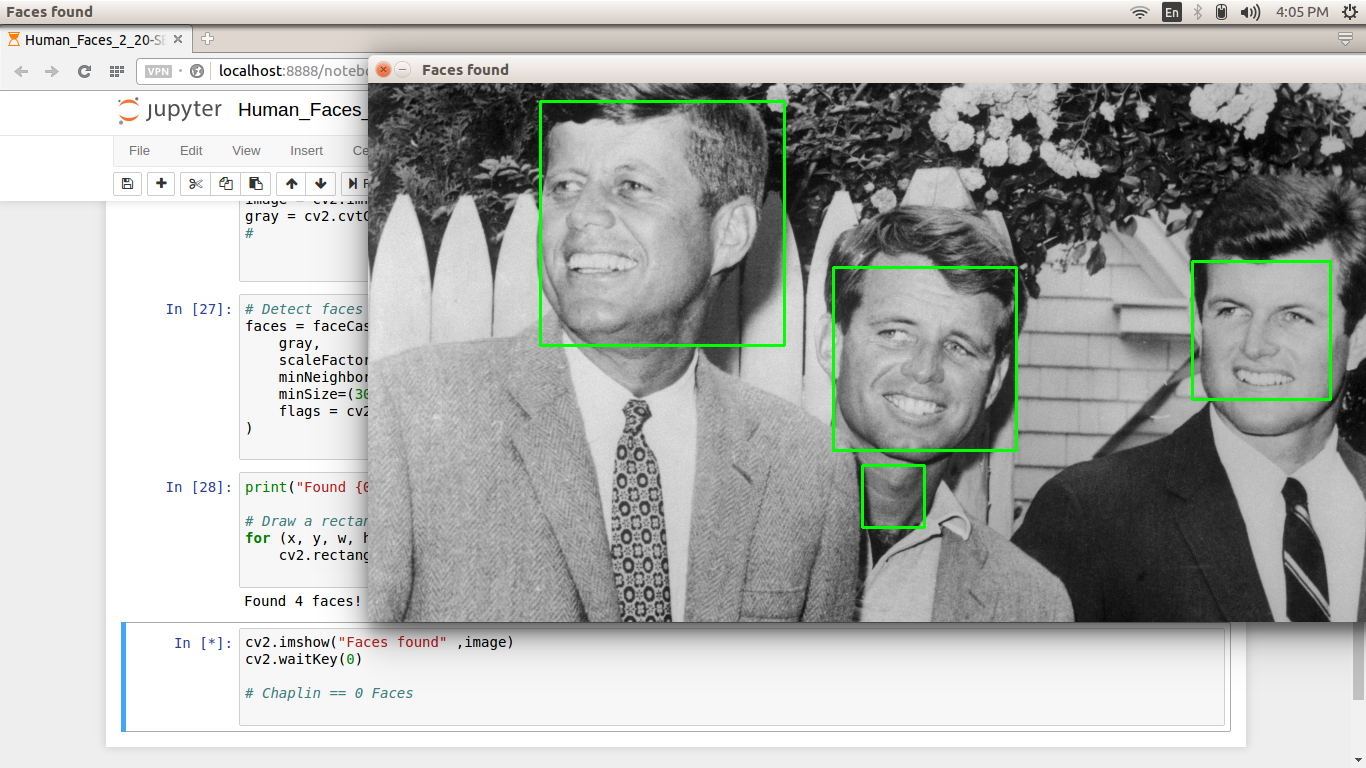 Faces found
En
4:05 PM
Human_Faces_2_20-SE
VPN
localhost:8888/notebo
Faces found
jupyter
Human_Faces_
File Edit View Insert Ce
gray = cv2.cvtC
#
In [27]:
# Detect faces
faces = faceCas
gray,
scaleFactor
minNeighbor
minSize=(30
flags = cv2
)
In [28]:
print("Found {0
# Draw a rectan
for (x, y, w, h
cv2.rectang
Found 4 faces!
In [*]:
cv2.imshow("Faces found" ,image)
cv2.waitKey(0)
# Chaplin == 0 Faces